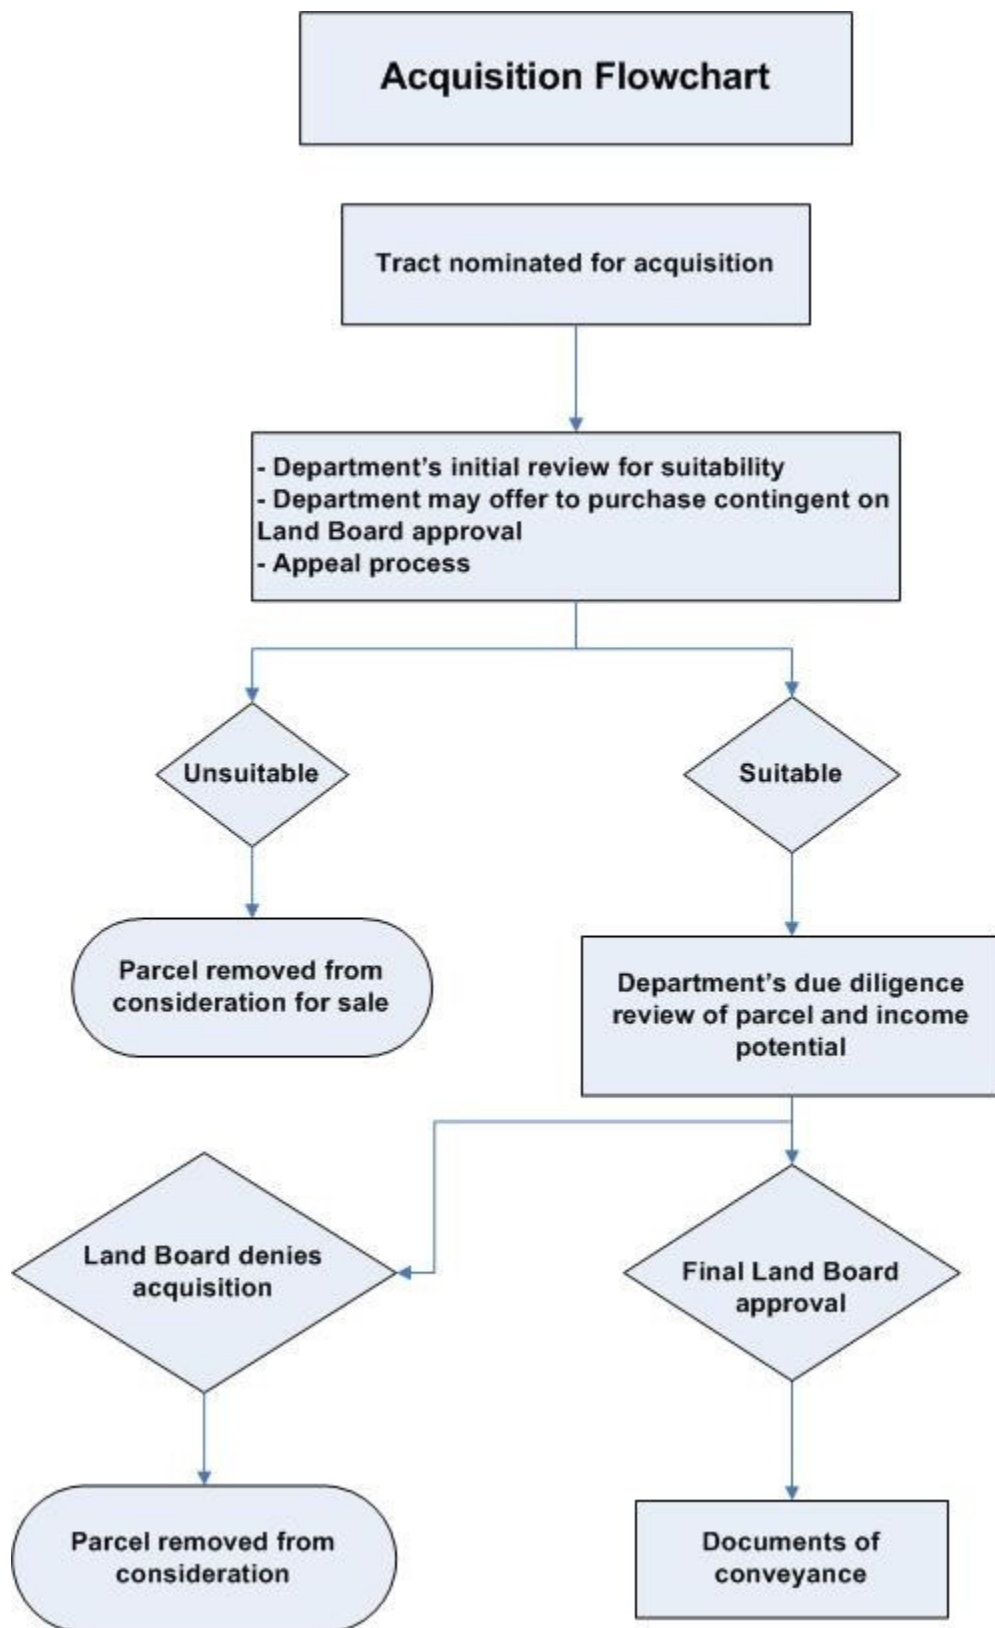 Acquisition Flowchart
Tract nominated for acquisition
- Department's initial review for suitability
- Department may offer to purchase contingent on
Land Board approval
- Appeal process
Unsuitable
Suitable
Parcel removed from
consideration for sale
Department's due diligence
review of parcel and income
potential
Land Board denies
acquisition
Final Land Board
approval
Parcel removed from
consideration
Documents of
conveyance